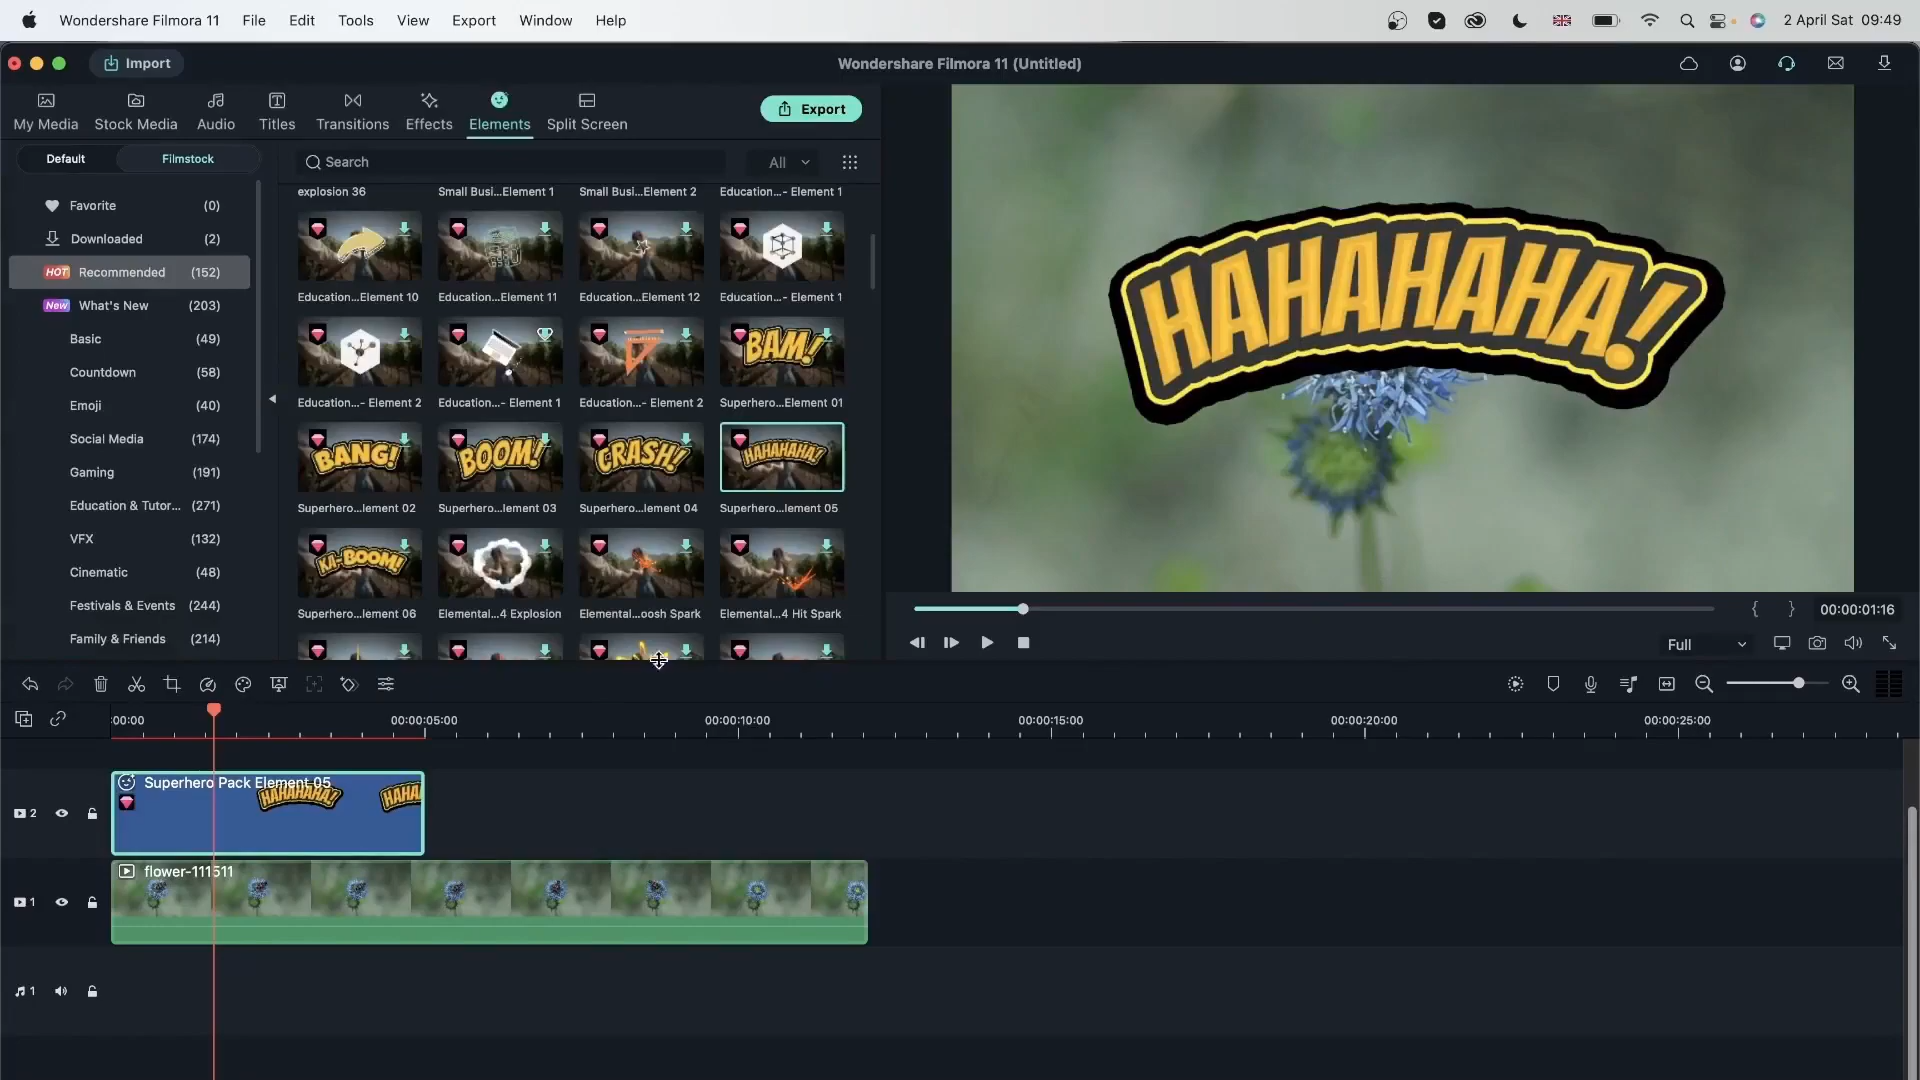 Wondershare Filmora 11 File Edit Tools View Export Window Help 2 April Sat 09:49
Import Wondershare Filmora 11 (Untitled)
My Media Stock Media Audio Titles Transitions Effects Elements Split Screen Export
Default Filmstock Search All
Favorite (0)
Downloaded (2)
HOT Recommended (152)
New What's New (203)
Basic (49)
Countdown (58)
Emoji (40)
Social Media (174)
Gaming (191)
Education & Tutor... (271)
VFX (132)
Cinematic (48)
Festivals & Events (244)
Family & Friends (214)
explosion 36 Small Busi...Element 1 Small Busi...Element 2 Education...- Element 1
Education...Element 10 Education...Element 11 Education...Element 12 Education...- Element 1
BAM!
Education...- Element 2 Education...- Element 1 Education...- Element 2 Superhero...Element 01
BANG! BOOM! CRASH! HAHAHAHA!
Superhero...lement 02 Superhero...lement 03 Superhero...lement 04 Superhero...lement 05
KA-BOOM!
Superhero...lement 06 Elemental...4 Explosion Elemental...oosh Spark Elemental...4 Hit Spark
HAHAHAHA!
00:00:01:16
Full
:00:00 00:00:05:00 00:00:10:00 00:00:15:00 00:00:20:00 00:00:25:00
Superhero Pack Element 05
HAHAHAHA! HAHA
2
flower-111511
1
1